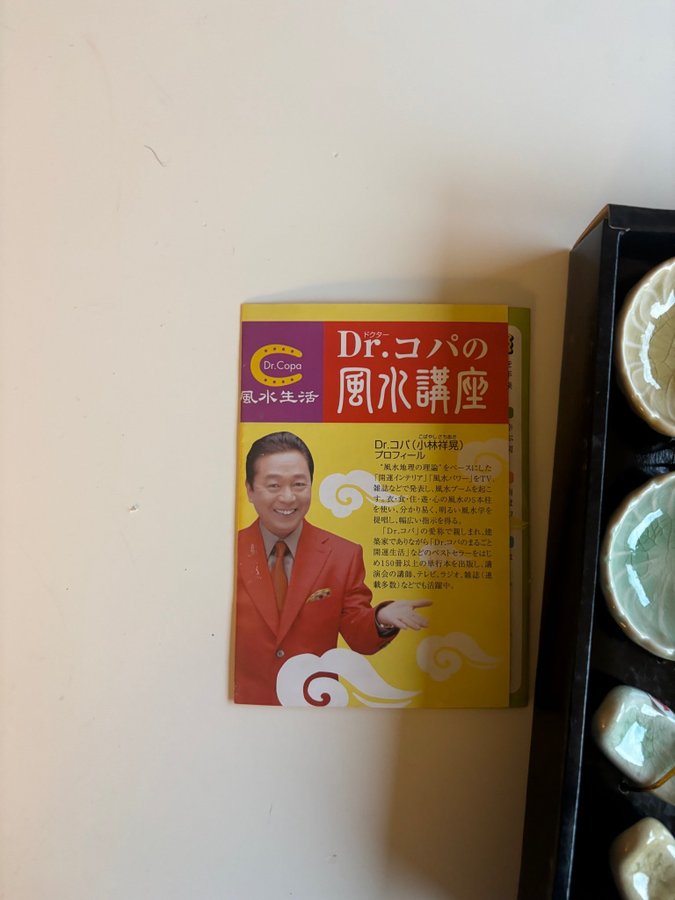 Dr.Copa
風水生活
ドクター
Dr.コパの
風水講座
こばやしさちあき
Dr.コパ(小林祥晃)
プロフィール
"風水地理の理論"をベースにした
「開運インテリア」「風水パワー」をTV、
雑誌などで発表し、風水ブームを起こ
す。衣・食・住・遊・心の風水の5本柱
を使い、分かり易く、明るい風水学を
提唱し、幅広い指示を得る。
「Dr.コパ」の愛称で親しまれ、建
築家でありながら「Dr.コパのまるごと
開運生活」などのベストセラーをはじ
め150冊以上の単行本を出版し、講
演会の講師、テレビ、ラジオ、雑誌(連
載多数)などでも活躍中。